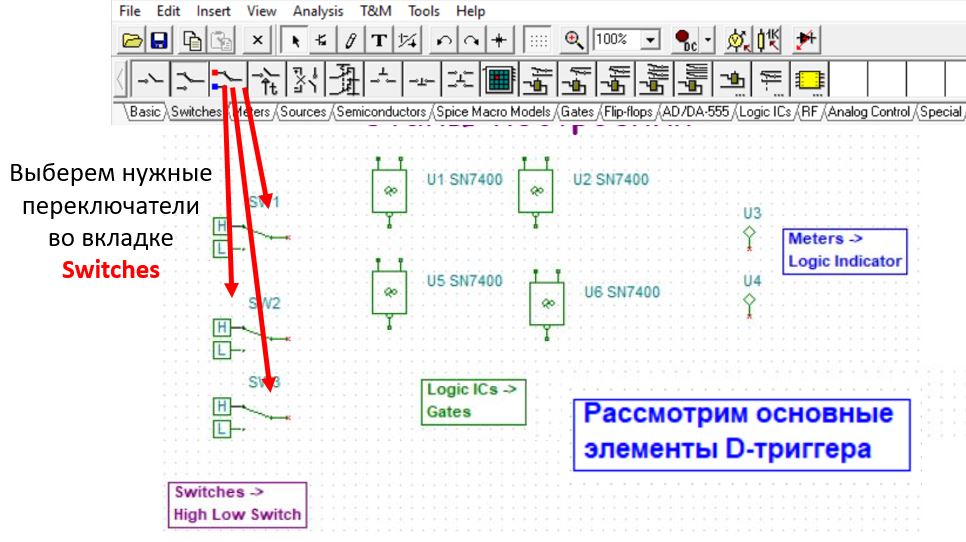 File Edit Insert View Analysis T&M Tools Help
T 100% DC 1K
Basic Switches Meters Sources Semiconductors Spice Macro Models Gates Flip-flops AD/DA-555 Logic ICs RF Analog Control Special
Выберем нужные
переключатели
во вкладке
Switches
U1 SN7400
U2 SN7400
SW1
H
L
U3
Meters ->
Logic Indicator
U5 SN7400
U6 SN7400
U4
SW2
H
L
SW3
H
L
Logic ICs ->
Gates
Рассмотрим основные
элементы D-триггера
Switches ->
High Low Switch